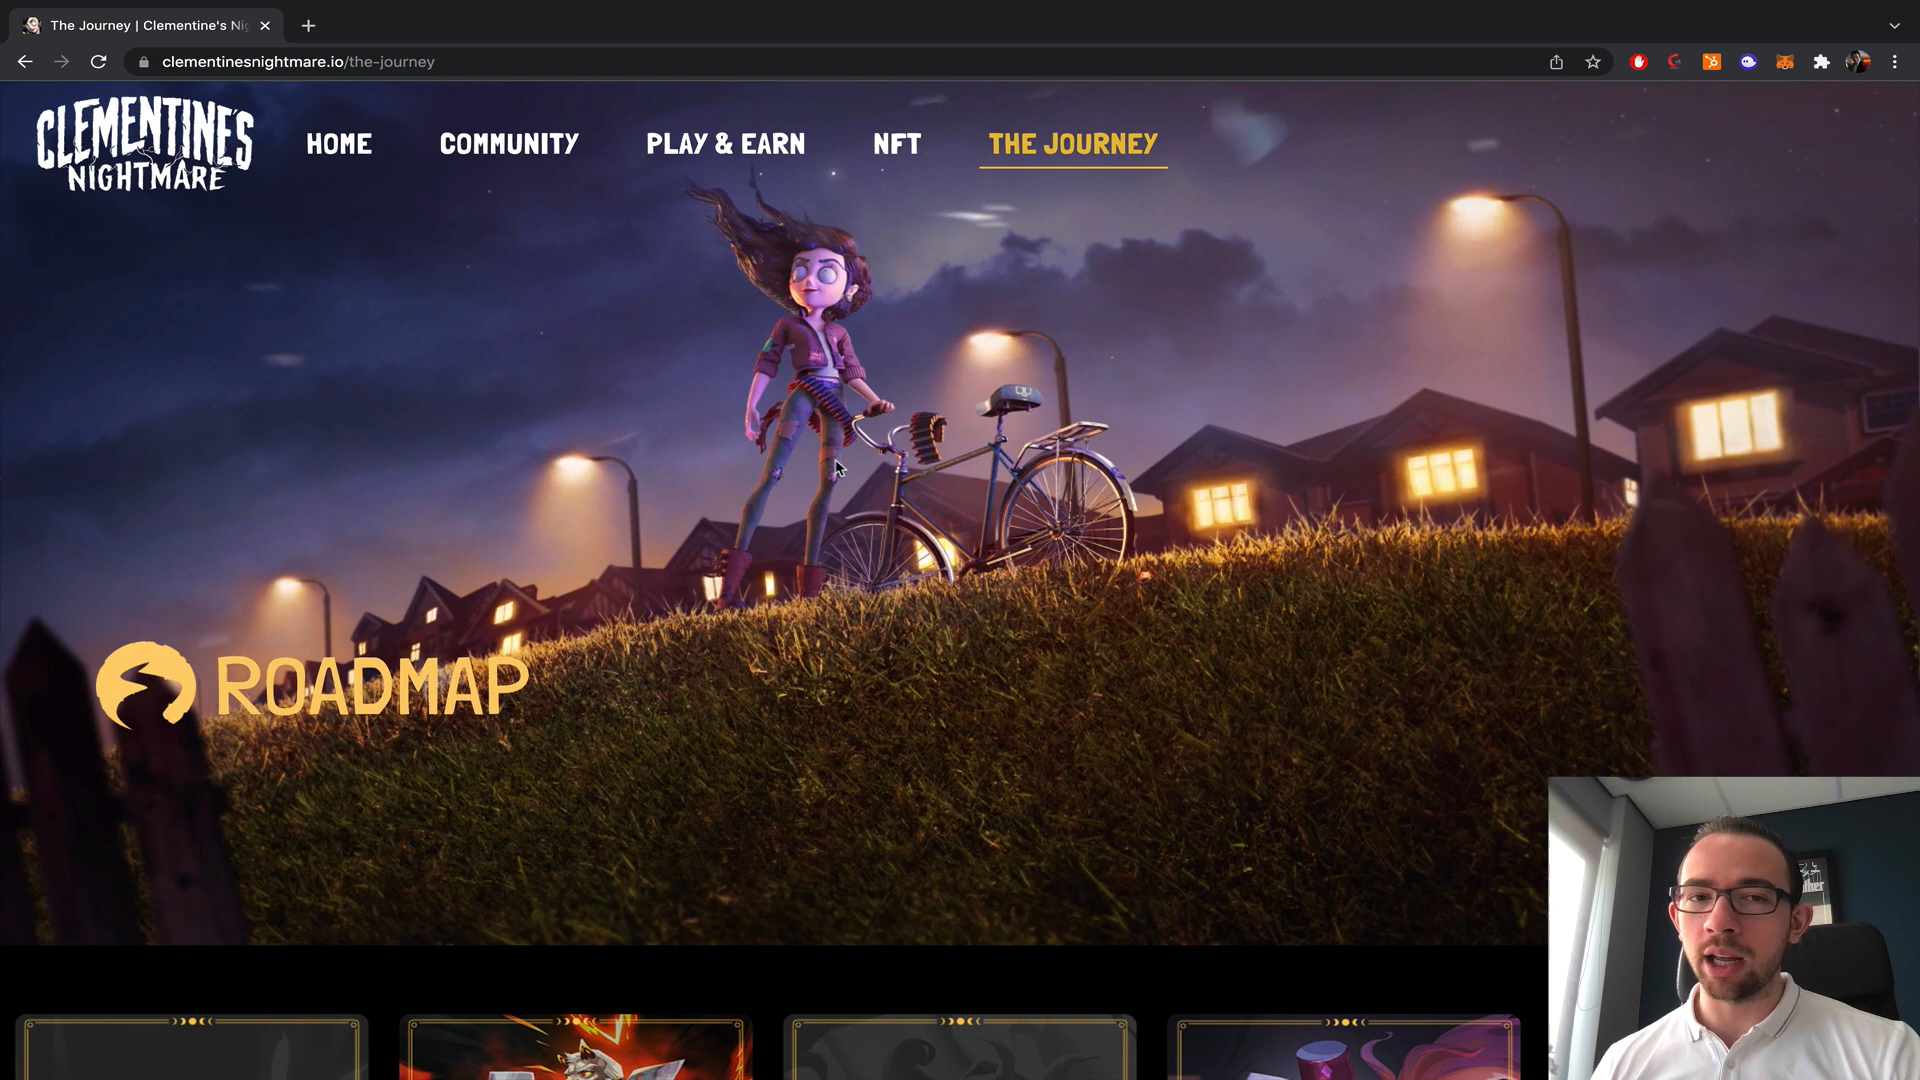 The Journey | Clementine's Nig
clementinesnightmare.io/the-journey
CLEMENTINE'S
NIGHTMARE
HOME
COMMUNITY
PLAY & EARN
NFT
THE JOURNEY
ROADMAP